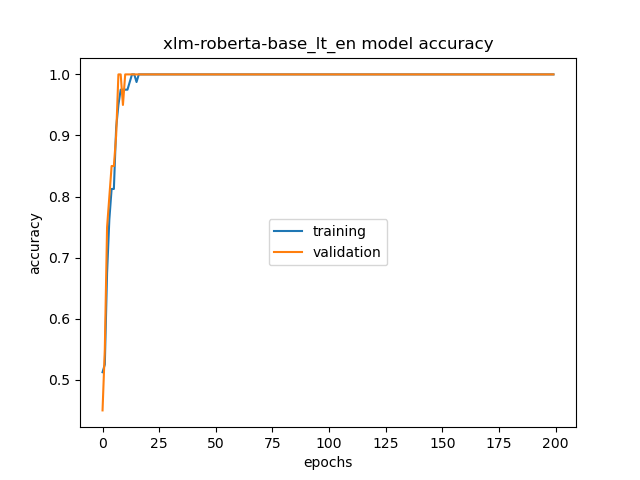 xlm-roberta-base_lt_en model accuracy
1.0
0.9
0.8
0.7
0.6
0.5
accuracy
training
validation
0 25 50 75 100 125 150 175 200
epochs